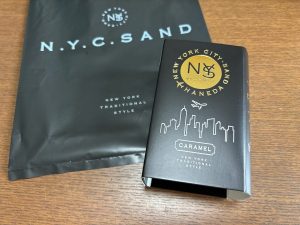 NYS
N.Y.C.SAND
NEW YORK
TRADITIONAL
STYLE
NEW YORK CITY•SAND
HANEDA
NYS
CARAMEL
NEW YORK
TRADITIONAL
STYLE